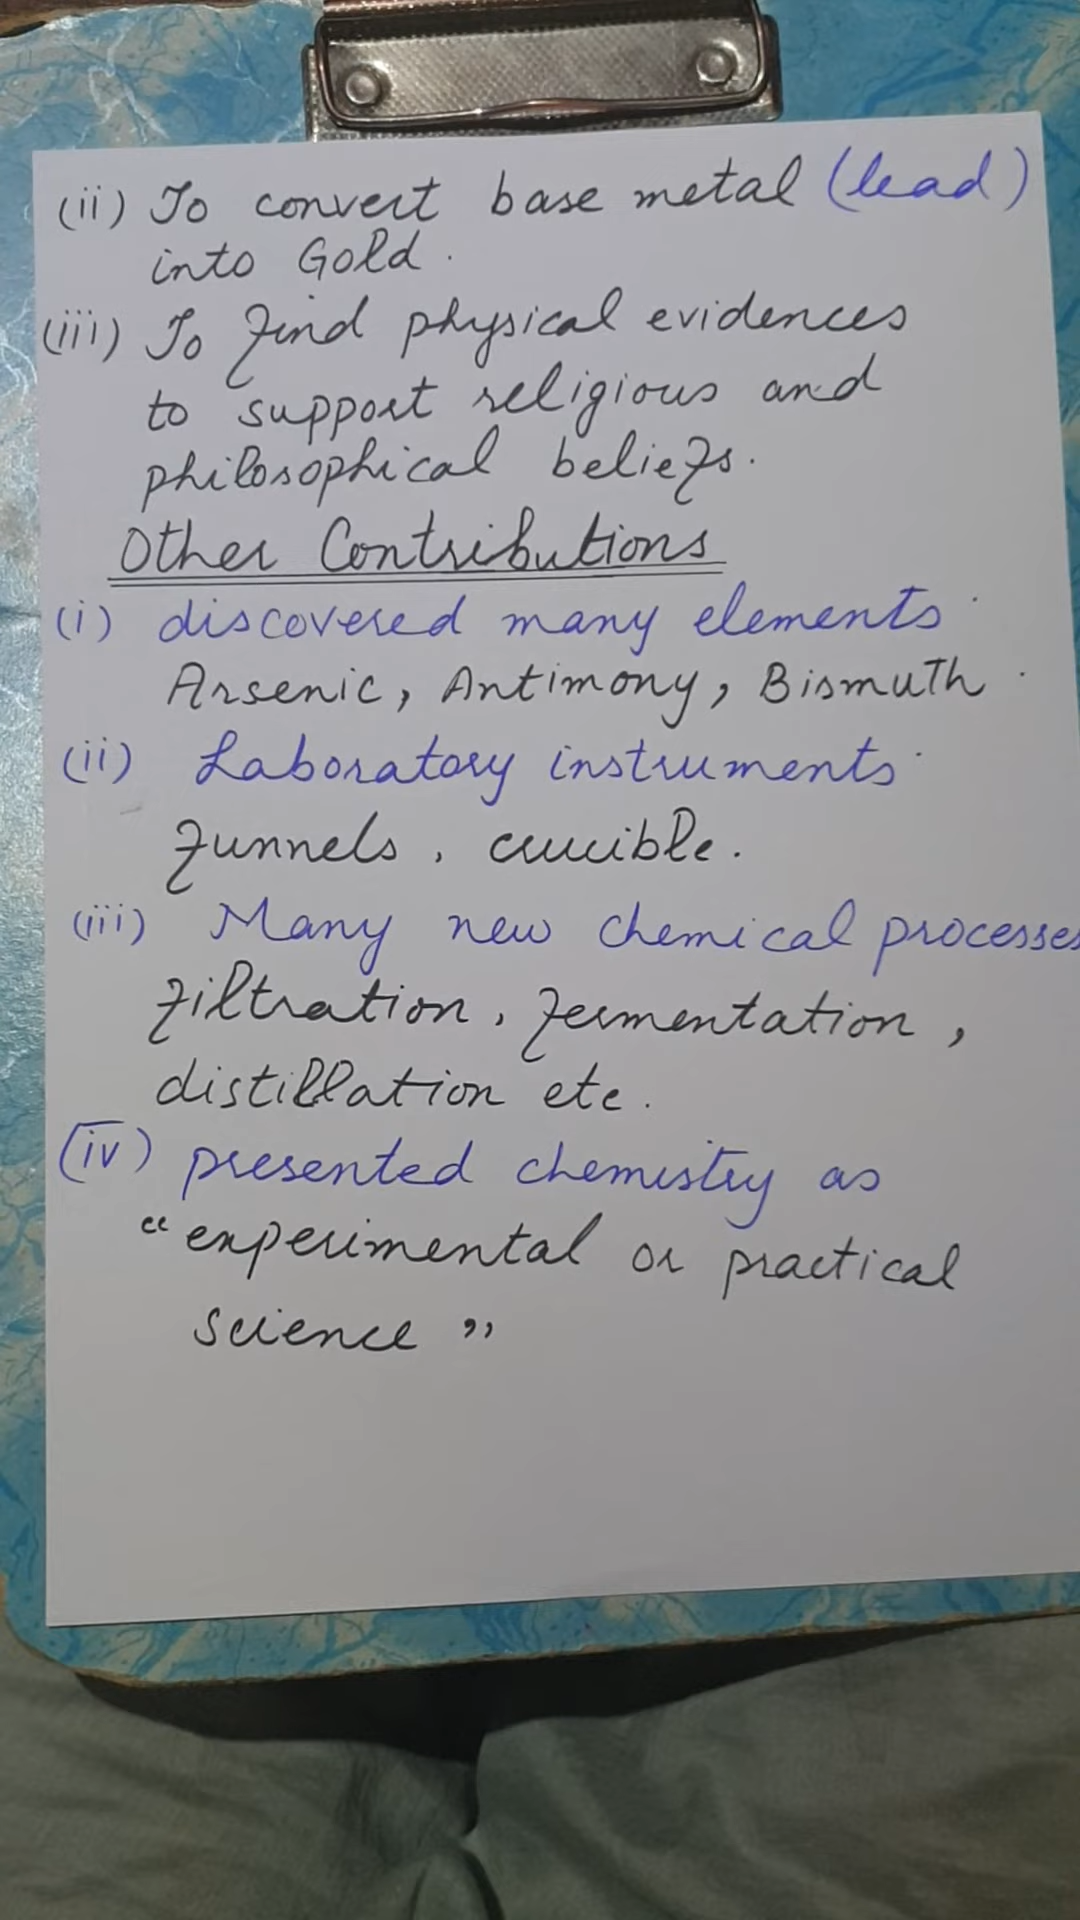 (ii) To convert base metal (lead)
into Gold.
(iii) To find physical evidences
to support religious and
philosophical beliefs.
Other Contributions
(i) discovered many elements.
Arsenic, Antimony, Bismuth.
(ii) Laboratory instruments.
funnels, crucible.
(iii) Many new chemical processes
filtration, fermentation,
distillation etc.
(iv) presented chemistry as
“experimental or practical
science”